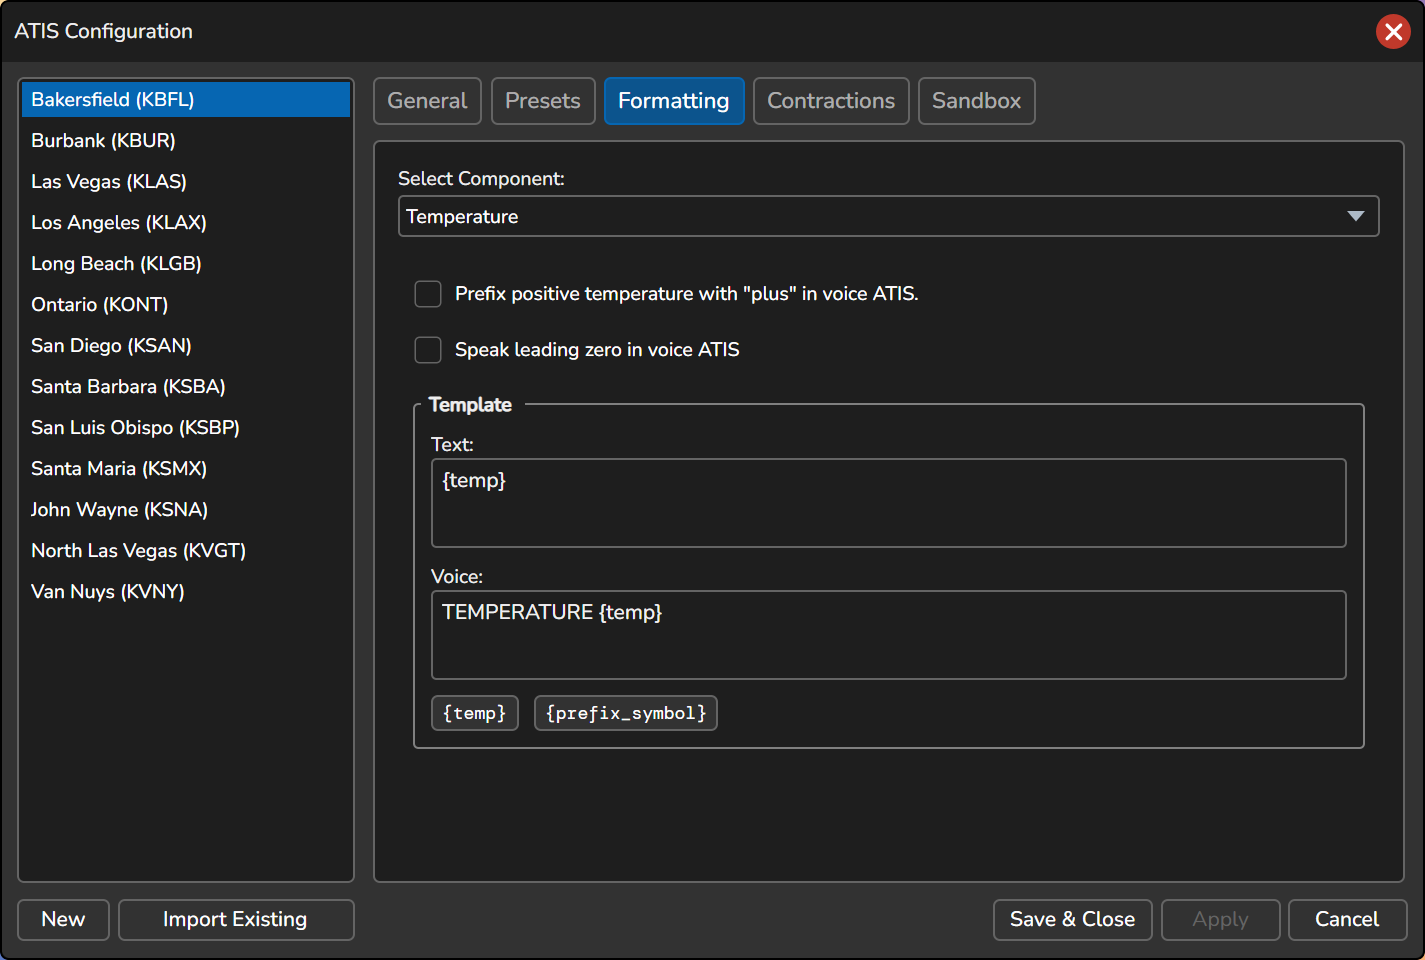 ATIS Configuration
Bakersfield (KBFL)
Burbank (KBUR)
Las Vegas (KLAS)
Los Angeles (KLAX)
Long Beach (KLGB)
Ontario (KONT)
San Diego (KSAN)
Santa Barbara (KSBA)
San Luis Obispo (KSBP)
Santa Maria (KSMX)
John Wayne (KSNA)
North Las Vegas (KVGT)
Van Nuys (KVNY)
New
Import Existing
General
Presets
Formatting
Contractions
Sandbox
Select Component:
Temperature
Prefix positive temperature with "plus" in voice ATIS.
Speak leading zero in voice ATIS
Template
Text:
{temp}
Voice:
TEMPERATURE {temp}
{temp}
{prefix_symbol}
Save & Close
Apply
Cancel